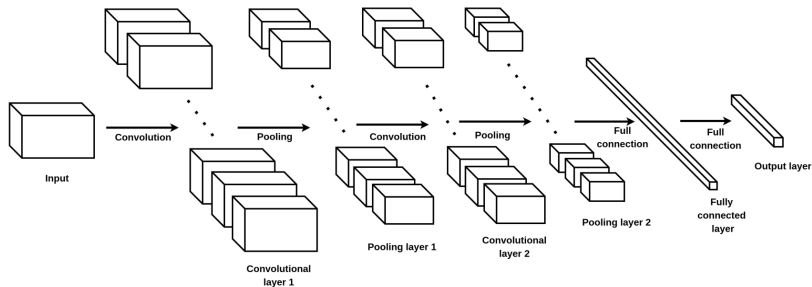 Input
Convolution
Convolutional
layer 1
Pooling
Pooling layer 1
Convolution
Convolutional
layer 2
Pooling
Pooling layer 2
Full
connection
Fully
connected
layer
Full
connection
Output layer